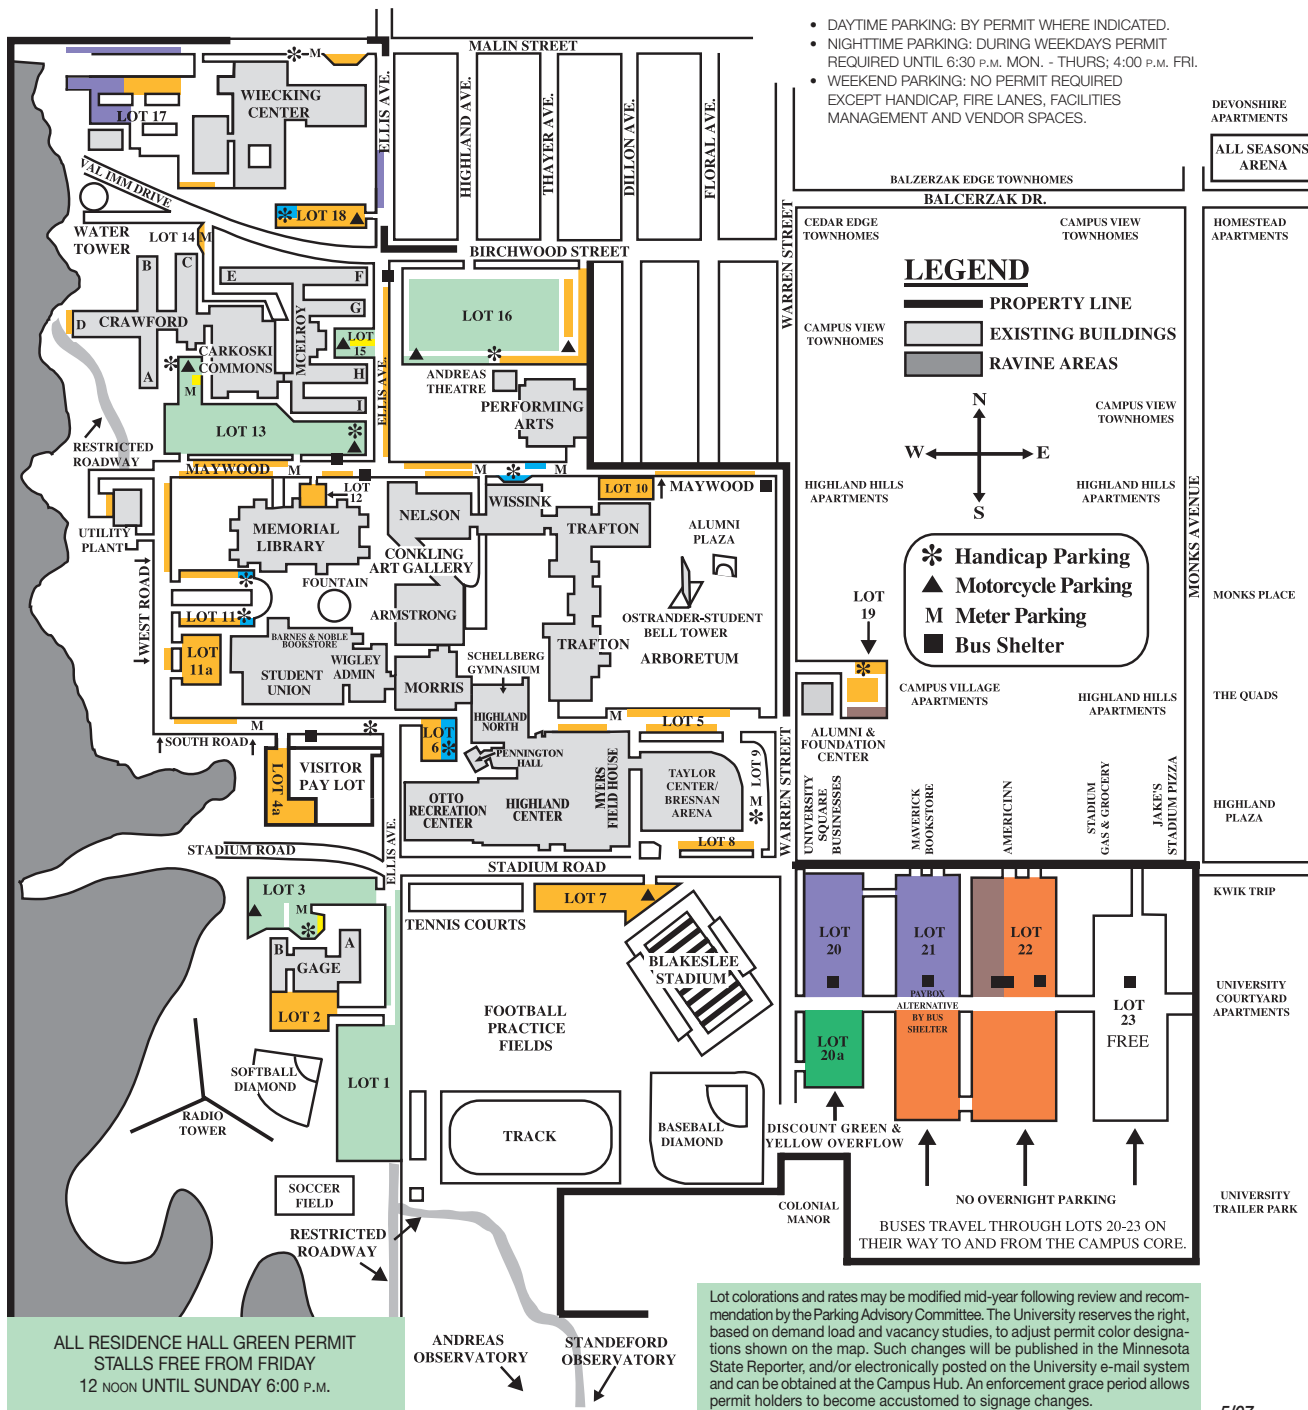 • DAYTIME PARKING: BY PERMIT WHERE INDICATED.
• NIGHTTIME PARKING: DURING WEEKDAYS PERMIT
REQUIRED UNTIL 6:30 P.M. MON. - THURS; 4:00 P.M. FRI.
• WEEKEND PARKING: NO PERMIT REQUIRED
EXCEPT HANDICAP, FIRE LANES, FACILITIES
MANAGEMENT AND VENDOR SPACES.
MALIN STREET
M
ELLIS AVE.
HIGHLAND AVE.
THAYER AVE.
DILLON AVE.
FLORAL AVE.
WIECKING
CENTER
LOT 17
VAL IMM DRIVE
WATER
TOWER
LOT 14
M
LOT 18
BIRCHWOOD STREET
WARREN STREET
DEVONSHIRE
APARTMENTS
ALL SEASONS
ARENA
BALZERZAK EDGE TOWNHOMES
BALCERZAK DR.
CEDAR EDGE
TOWNHOMES
CAMPUS VIEW
TOWNHOMES
HOMESTEAD
APARTMENTS
LEGEND
PROPERTY LINE
EXISTING BUILDINGS
RAVINE AREAS
CAMPUS VIEW
TOWNHOMES
N
W
E
S
CAMPUS VIEW
TOWNHOMES
HIGHLAND HILLS
APARTMENTS
HIGHLAND HILLS
APARTMENTS
MONKS AVENUE
Handicap Parking
Motorcycle Parking
M Meter Parking
Bus Shelter
B
C
D
CRAWFORD
A
E
F
G
MCELROY
H
I
CARKOSKI
COMMONS
LOT
15
ELLIS AVE.
LOT 16
ANDREAS
THEATRE
PERFORMING
ARTS
M
LOT 13
RESTRICTED
ROADWAY
MAYWOOD
M
M
M
LOT
12
LOT 10
MAYWOOD
UTILITY
PLANT
MEMORIAL
LIBRARY
NELSON
WISSINK
TRAFTON
ALUMNI
PLAZA
CONKLING
ART GALLERY
FOUNTAIN
WEST ROAD
LOT 11
ARMSTRONG
OSTRANDER-STUDENT
BELL TOWER
LOT
19
MONKS PLACE
BARNES & NOBLE
BOOKSTORE
LOT
11a
STUDENT
UNION
WIGLEY
ADMIN
MORRIS
SCHELLBERG
GYMNASIUM
TRAFTON
ARBORETUM
CAMPUS VILLAGE
APARTMENTS
HIGHLAND HILLS
APARTMENTS
THE QUADS
M
SOUTH ROAD
LOT
6
HIGHLAND
NORTH
M
LOT 5
ALUMNI &
FOUNDATION
CENTER
LOT 4a
VISITOR
PAY LOT
PENNINGTON
HALL
OTTO
RECREATION
CENTER
HIGHLAND
CENTER
MYERS
FIELD HOUSE
TAYLOR
CENTER/
BRESNAN
ARENA
LOT 9
M
LOT 8
WARREN STREET
UNIVERSITY
SQUARE
BUSINESSES
MAVERICK
BOOKSTORE
AMERICINN
STADIUM
GAS & GROCERY
JAKE'S
STADIUM PIZZA
HIGHLAND
PLAZA
STADIUM ROAD
ELLIS AVE.
STADIUM ROAD
KWIK TRIP
LOT 3
M
B
A
GAGE
LOT 2
LOT 1
TENNIS COURTS
LOT 7
BLAKESLEE
STADIUM
LOT
20
LOT
21
LOT
22
PAYBOX
ALTERNATIVE
BY BUS
SHELTER
LOT
23
FREE
UNIVERSITY
COURTYARD
APARTMENTS
FOOTBALL
PRACTICE
FIELDS
LOT
20a
SOFTBALL
DIAMOND
RADIO
TOWER
TRACK
BASEBALL
DIAMOND
DISCOUNT GREEN &
YELLOW OVERFLOW
SOCCER
FIELD
RESTRICTED
ROADWAY
COLONIAL
MANOR
NO OVERNIGHT PARKING
UNIVERSITY
TRAILER PARK
BUSES TRAVEL THROUGH LOTS 20-23 ON
THEIR WAY TO AND FROM THE CAMPUS CORE.
ANDREAS
OBSERVATORY
STANDEFORD
OBSERVATORY
ALL RESIDENCE HALL GREEN PERMIT
STALLS FREE FROM FRIDAY
12 NOON UNTIL SUNDAY 6:00 P.M.
Lot colorations and rates may be modified mid-year following review and recom-
mendation by the Parking Advisory Committee. The University reserves the right,
based on demand load and vacancy studies, to adjust permit color designa-
tions shown on the map. Such changes will be published in the Minnesota
State Reporter, and/or electronically posted on the University e-mail system
and can be obtained at the Campus Hub. An enforcement grace period allows
permit holders to become accustomed to signage changes.